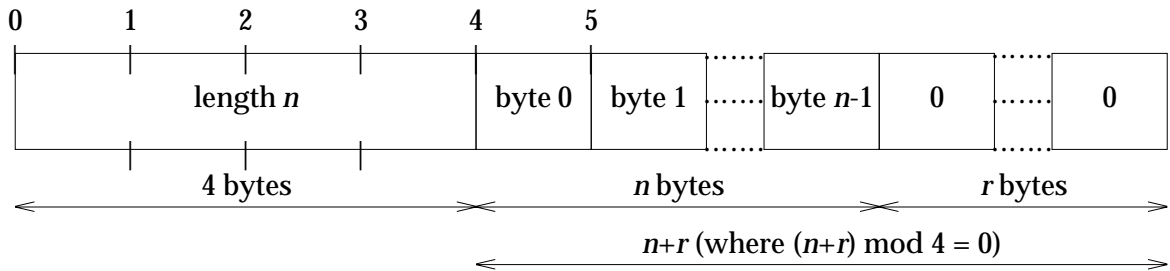 0 1 2 3 4 5
length n byte 0 byte 1 byte n-1 0 0
4 bytes n bytes r bytes
n+r (where (n+r) mod 4 = 0)